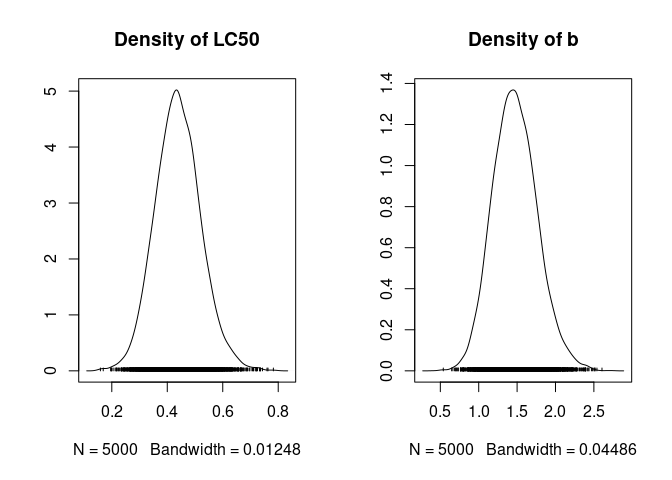 Density of LC50
5
4
3
2
1
0
0.2 0.4 0.6 0.8
N = 5000 Bandwidth = 0.01248
Density of b
1.4
1.2
1.0
0.8
0.6
0.4
0.2
0.0
0.5 1.0 1.5 2.0 2.5
N = 5000 Bandwidth = 0.04486